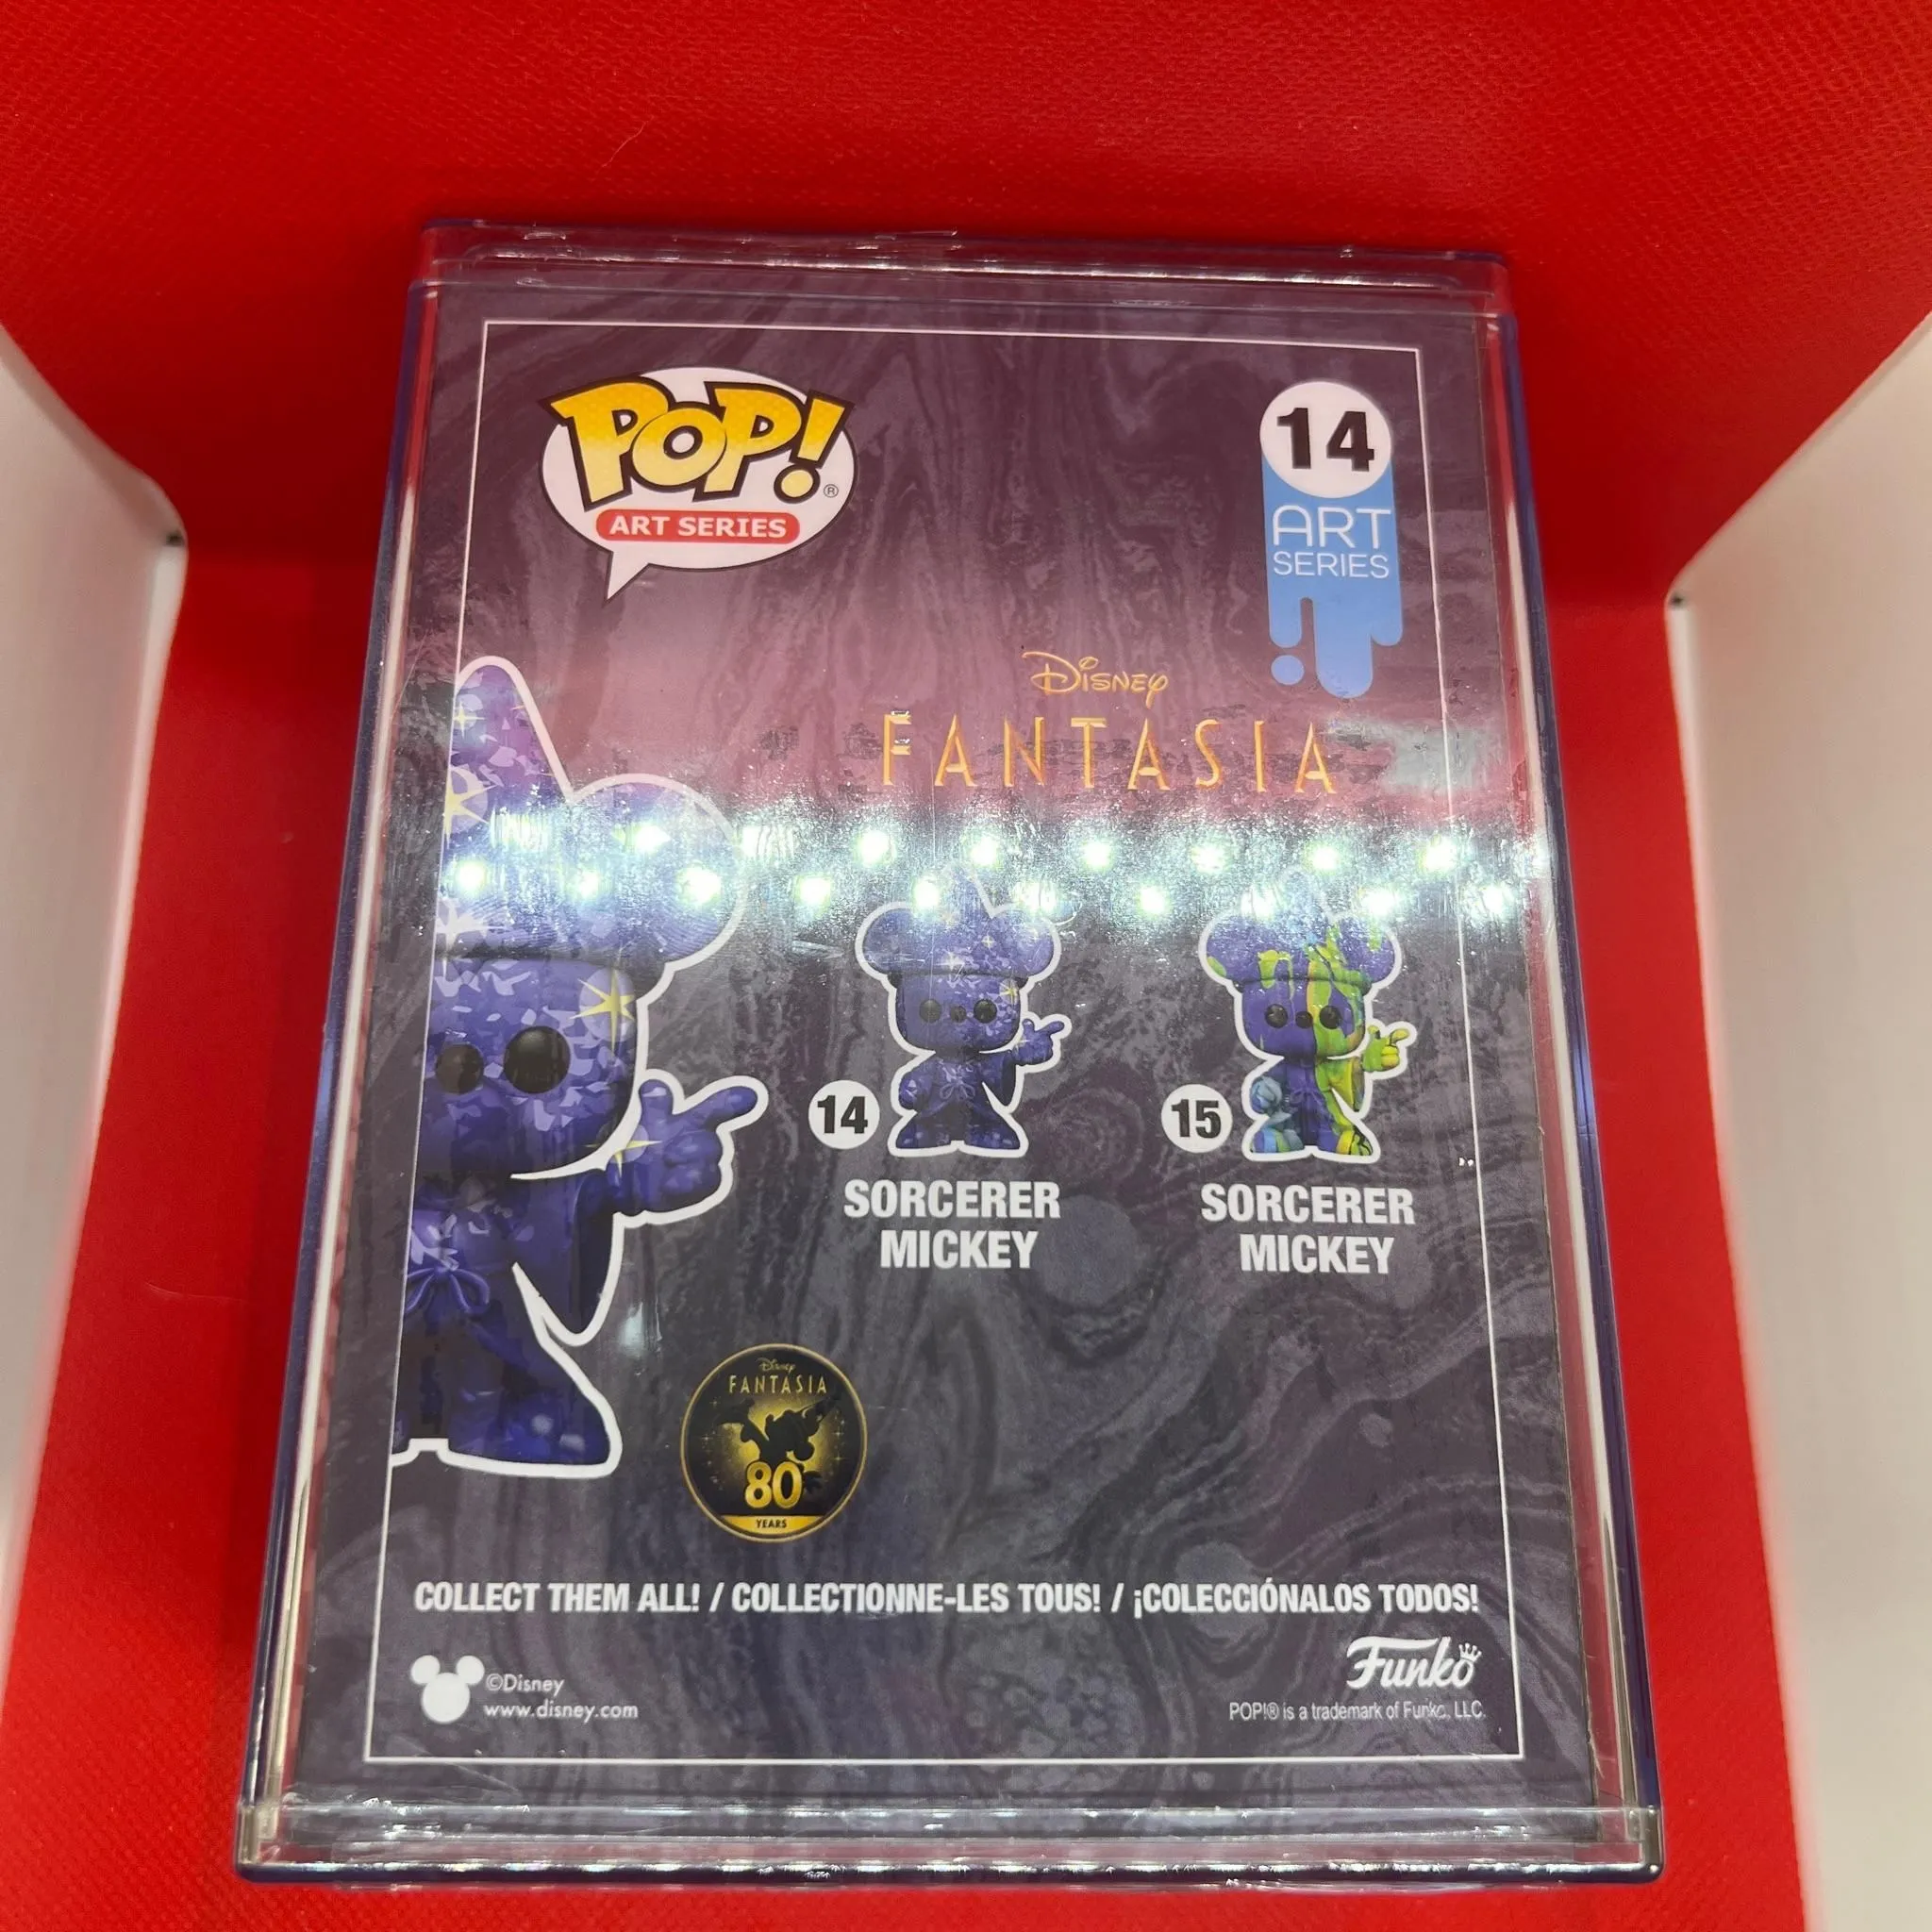 POP!®
ART SERIES
14
ART
SERIES
Disney
FANTASIA
14
SORCERER
MICKEY
15
SORCERER
MICKEY
Disney
FANTASIA
80
YEARS
COLLECT THEM ALL! / COLLECTIONNE-LES TOUS! / ¡COLECCIÓNALOS TODOS!
©Disney
www.disney.com
Funko
POP!® is a trademark of Funko, LLC.